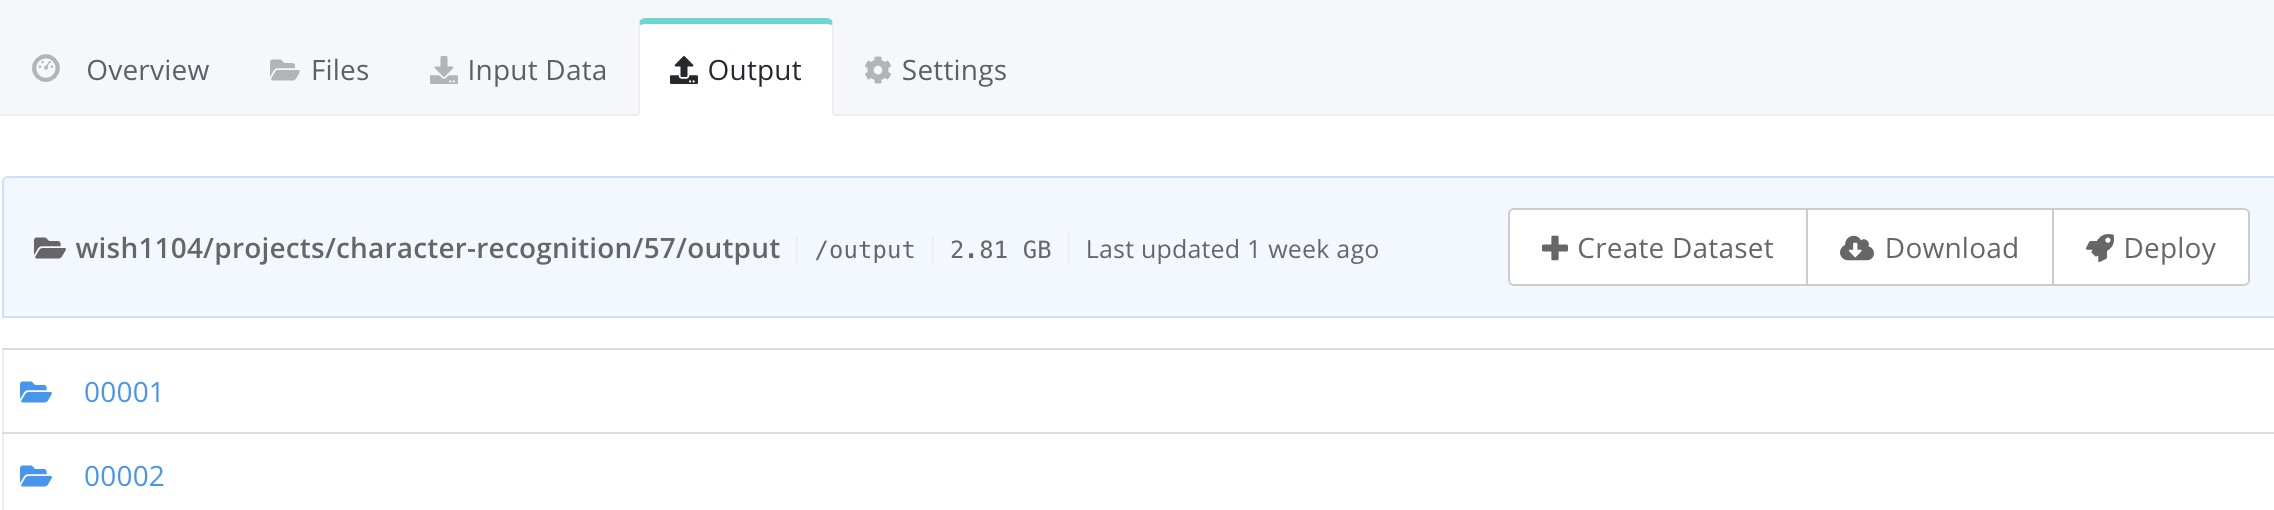 Overview Files Input Data Output Settings
wish1104/projects/character-recognition/57/output /output 2.81 GB Last updated 1 week ago Create Dataset Download Deploy
00001
00002